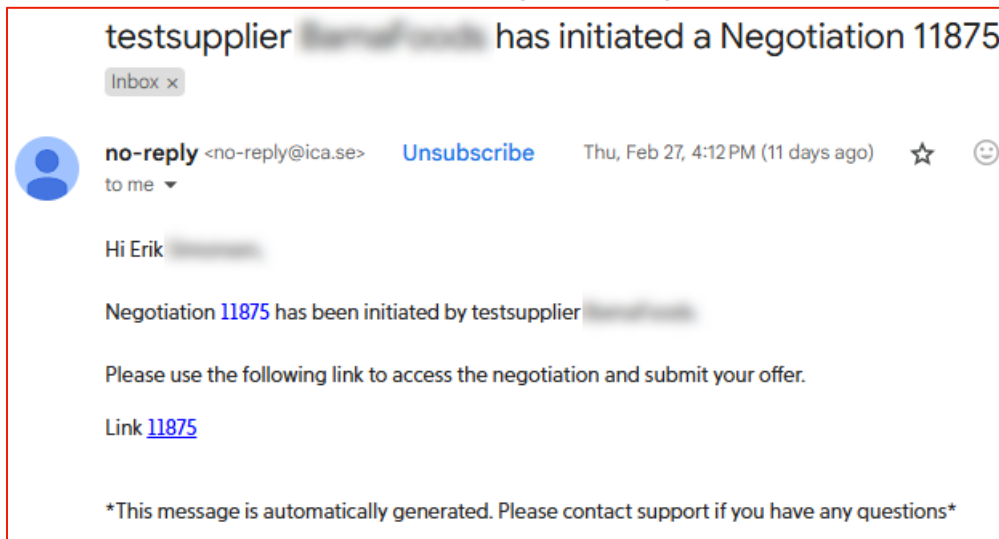 testsupplier has initiated a Negotiation 11875
Inbox ×
no-reply <no-reply@ica.se> Unsubscribe Thu, Feb 27, 4:12 PM (11 days ago)
to me
Hi Erik
Negotiation 11875 has been initiated by testsupplier
Please use the following link to access the negotiation and submit your offer.
Link 11875
*This message is automatically generated. Please contact support if you have any questions*